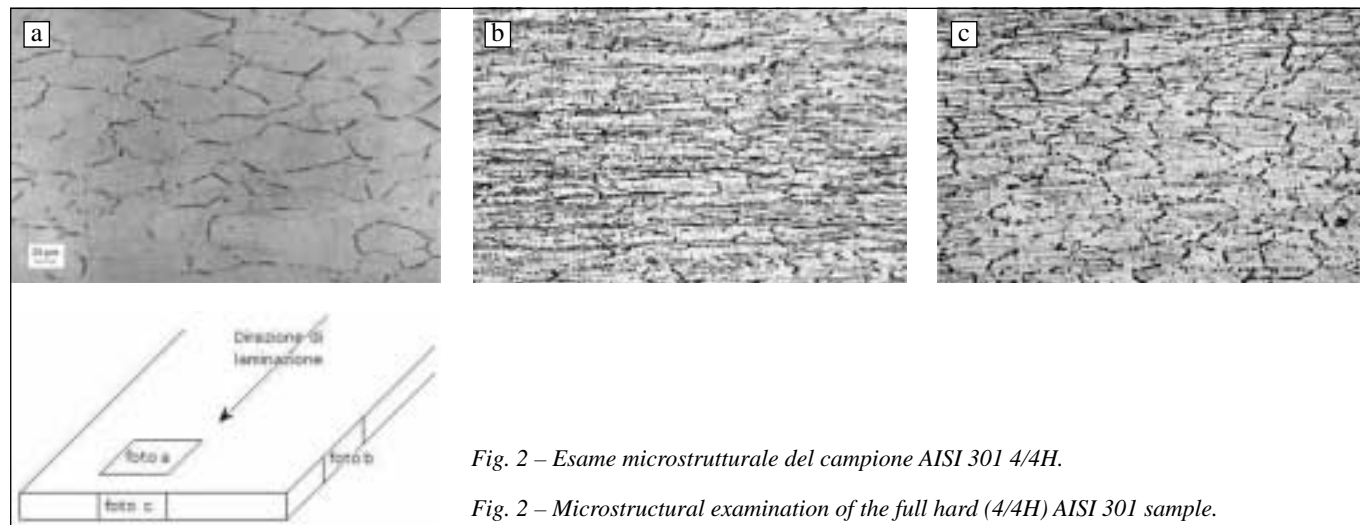 a
b
c
Direzione di
laminazione
foto a
foto b
foto c
Fig. 2 – Esame microstrutturale del campione AISI 301 4/4H.
Fig. 2 – Microstructural examination of the full hard (4/4H) AISI 301 sample.